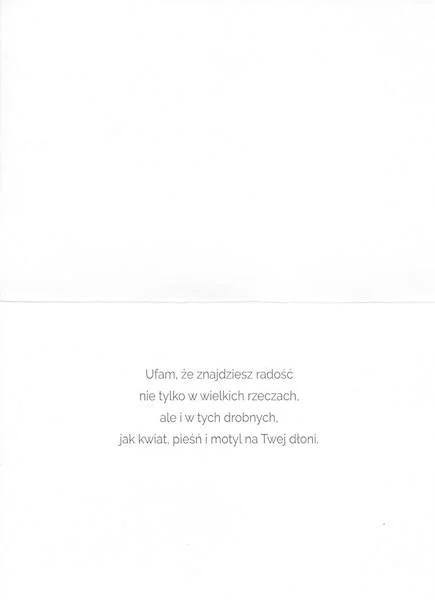 Ufam, że znajdziesz radość
nie tylko w wielkich rzeczach,
ale i w tych drobnych,
jak kwiat, pieśń i motyl na Twej dłoni.